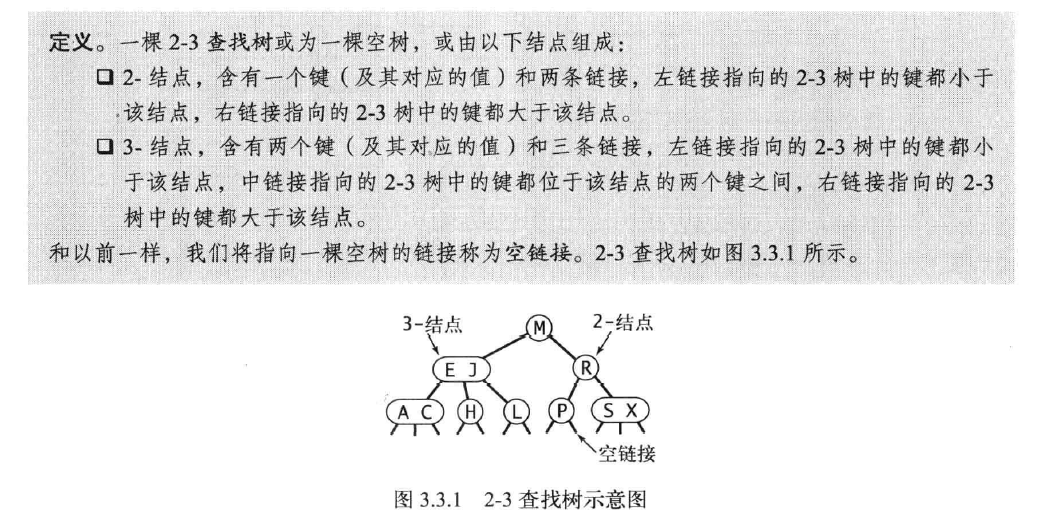 定义。一棵 2-3 查找树或为一棵空树，或由以下结点组成：
❑ 2- 结点，含有一个键（及其对应的值）和两条链接，左链接指向的 2-3 树中的键都小于
该结点，右链接指向的 2-3 树中的键都大于该结点。
❑ 3- 结点，含有两个键（及其对应的值）和三条链接，左链接指向的 2-3 树中的键都小
于该结点，中链接指向的 2-3 树中的键都位于该结点的两个键之间，右链接指向的 2-3
树中的键都大于该结点。
和以前一样，我们将指向一棵空树的链接称为空链接。2-3 查找树如图 3.3.1 所示。
3-结点
M
2-结点
E J
R
A C
H
L
P
S X
空链接
图 3.3.1 2-3 查找树示意图